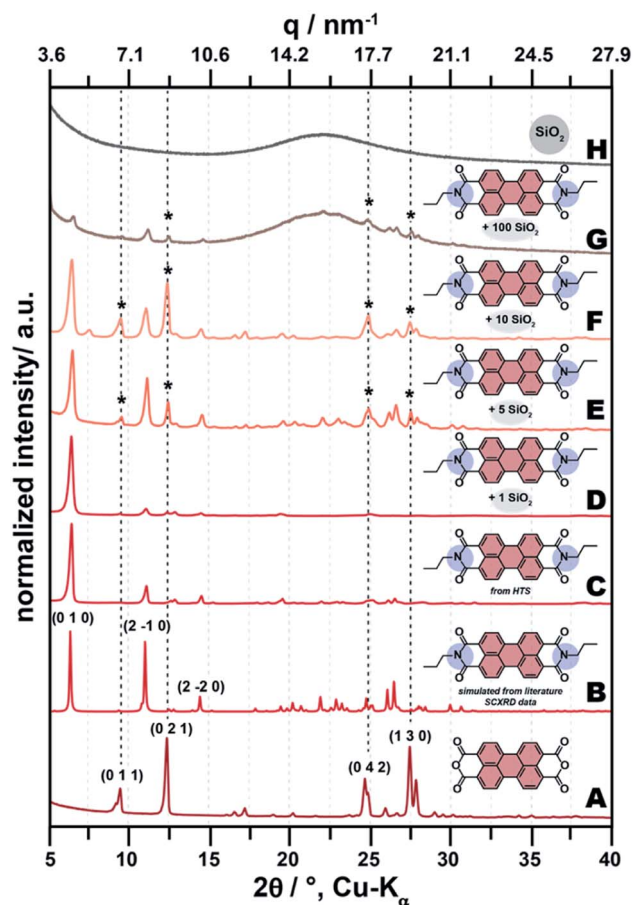 q / nm⁻¹
3.6 7.1 10.6 14.2 17.7 21.1 24.5 27.9
normalized intensity/ a.u.
SiO₂
H
O O
N N
O O
*
*
*
+ 100 SiO₂
G
O O
N N
O O
*
*
*
*
+ 10 SiO₂
F
O O
N N
O O
*
*
*
*
+ 5 SiO₂
E
O O
N N
O O
+ 1 SiO₂
D
O O
N N
O O
from HTS
C
(0 1 0)
(2 -1 0)
(2 -2 0)
O O
N N
O O
simulated from literature
SCXRD data
B
(0 1 1)
(0 2 1)
(0 4 2)
(1 3 0)
O O
O O
O O
A
5 10 15 20 25 30 35 40
2θ / °, Cu-Kα